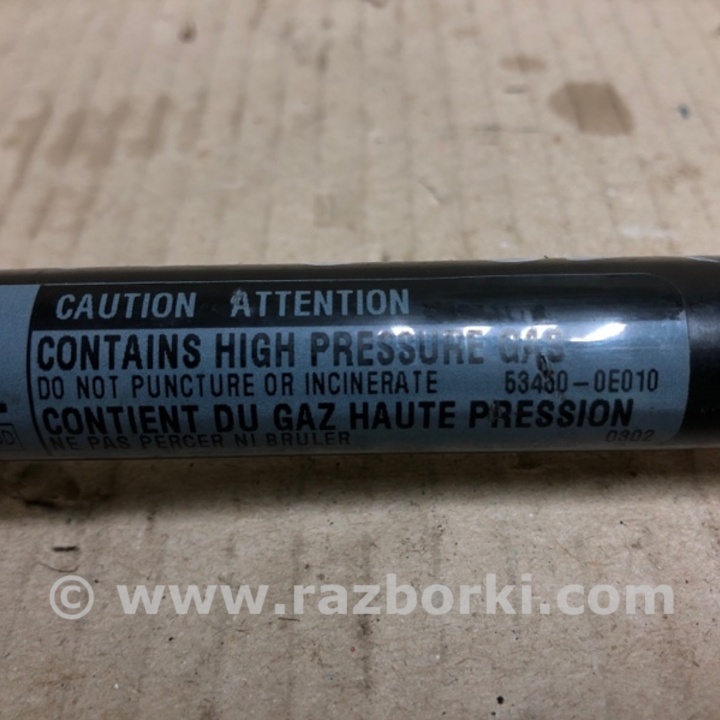 CAUTION ATTENTION
CONTAINS HIGH PRESSURE GAS
DO NOT PUNCTURE OR INCINERATE 53450-0E010
CONTIENT DU GAZ HAUTE PRESSION
NE PAS PERCER NI BRULER 0302
© www.razborki.com